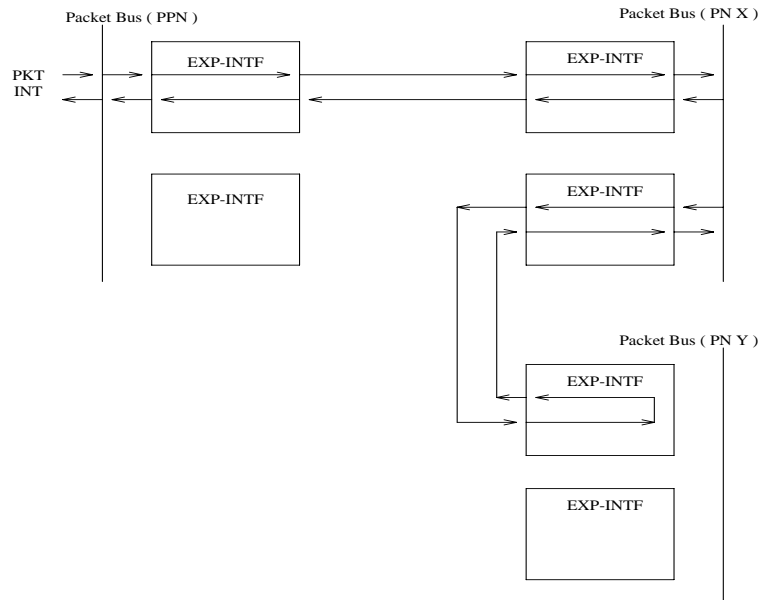 Packet Bus ( PPN )
Packet Bus ( PN X )
EXP-INTF
EXP-INTF
PKT
INT
EXP-INTF
EXP-INTF
Packet Bus ( PN Y )
EXP-INTF
EXP-INTF